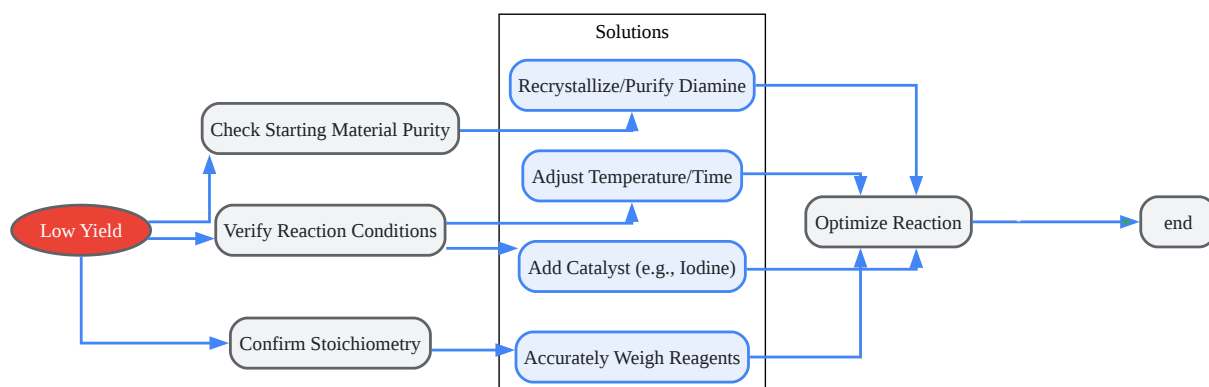 Solutions
Recrystallize/Purify Diamine
Check Starting Material Purity
Adjust Temperature/Time
Low Yield
Verify Reaction Conditions
Optimize Reaction
end
Add Catalyst (e.g., Iodine)
Confirm Stoichiometry
Accurately Weigh Reagents